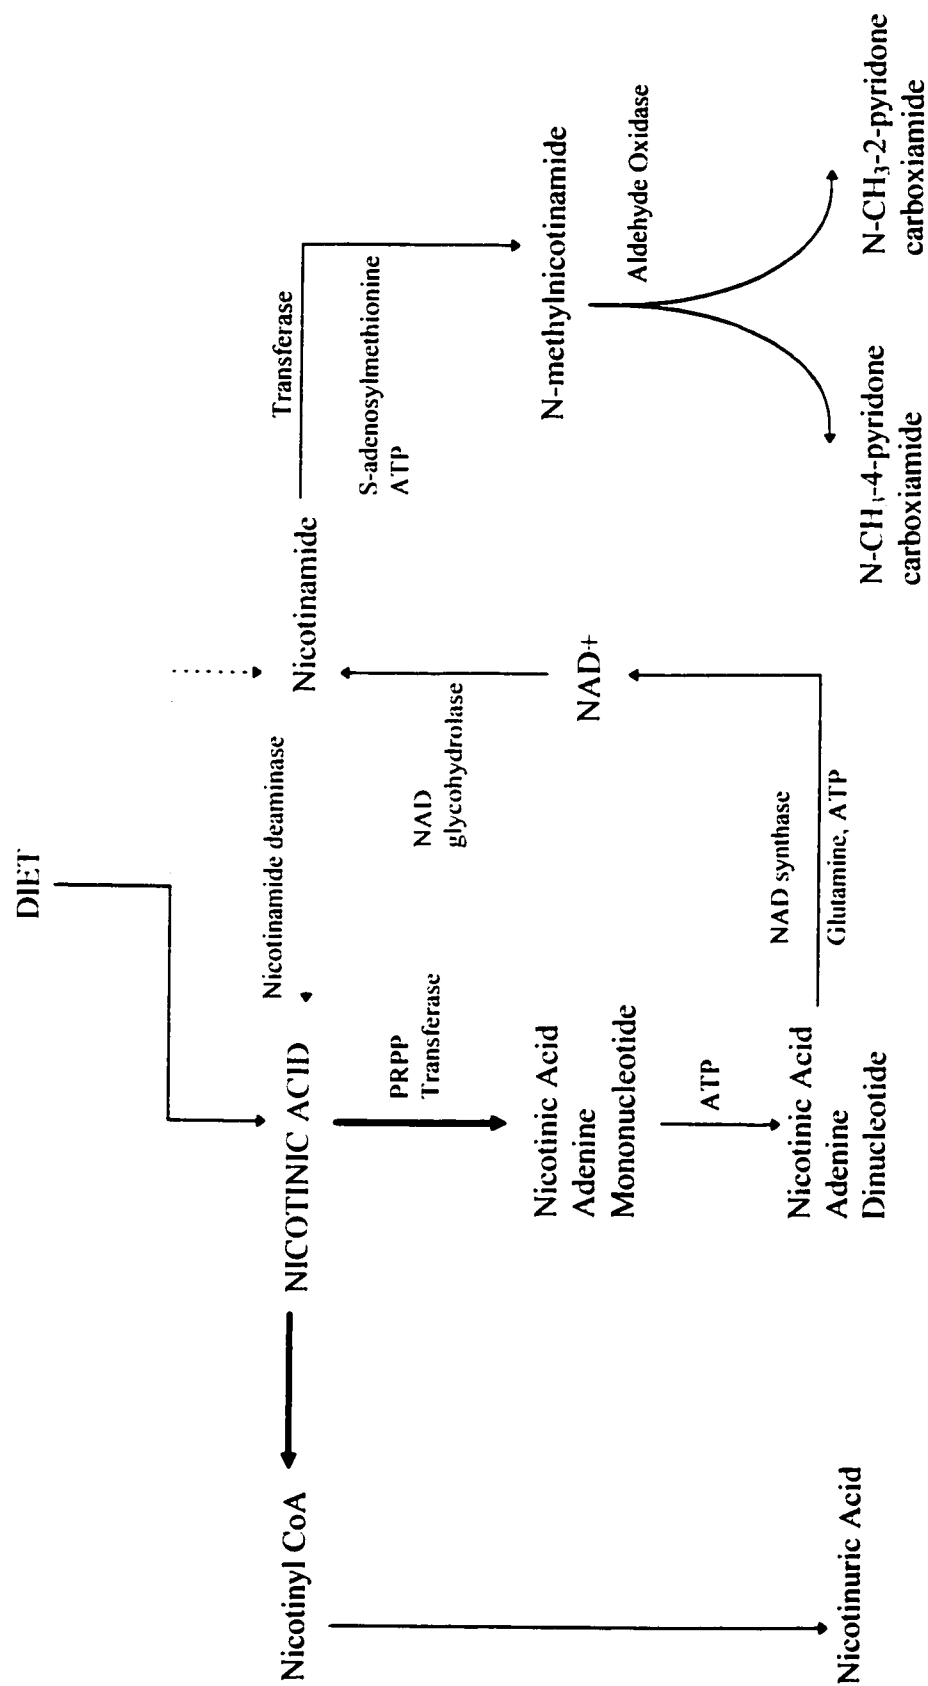 DIET
Nicotinyl CoA
NICOTINIC ACID
Nicotinamide deaminase
Nicotinamide
Transferase
S-adenosylmethionine
ATP
PRPP
Transferase
NAD
glycohydrolase
Nicotinic Acid
Adenine
Mononucleotide
NAD+
N-methylnicotinamide
Aldehyde Oxidase
ATP
NAD synthase
Glutamine, ATP
Nicotinic Acid
Adenine
Dinucleotide
Nicotinuric Acid
N-CH₃-4-pyridone
carboxiamide
N-CH₃-2-pyridone
carboxiamide